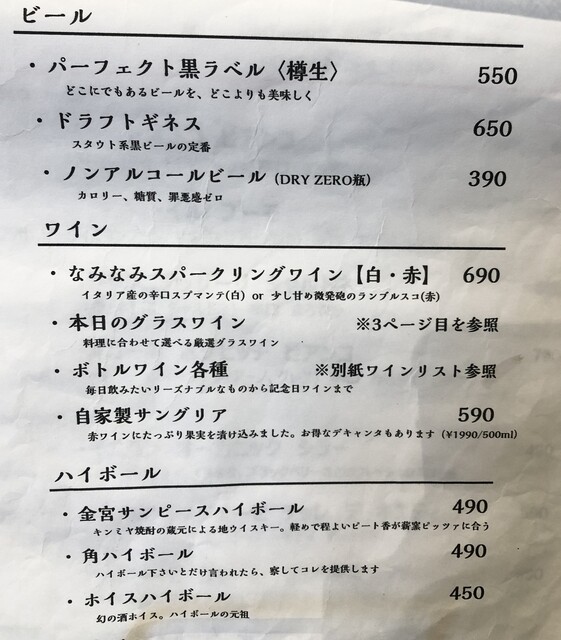 ビール
・パーフェクト黒ラベル〈樽生〉 550
どこにでもあるビールを、どこよりも美味しく
・ドラフトギネス 650
スタウト系黒ビールの定番
・ノンアルコールビール (DRY ZERO瓶) 390
カロリー、糖質、罪悪感ゼロ
ワイン
・なみなみスパークリングワイン【白・赤】 690
イタリア産の辛口スプマンテ(白) or 少し甘め微発砲のランブルスコ(赤)
・本日のグラスワイン ※3ページ目を参照
料理に合わせて選べる厳選グラスワイン
・ボトルワイン各種 ※別紙ワインリスト参照
毎日飲みたいリーズナブルなものから記念日ワインまで
・自家製サングリア 590
赤ワインにたっぷり果実を漬け込みました。お得なデキャンタもあります (¥1990/500ml)
ハイボール
・金宮サンピースハイボール 490
キンミヤ焼酎の蔵元による地ウイスキー。軽めで程よいピート香が薪窯ピッツァに合う
・角ハイボール 490
ハイボール下さいとだけ言われたら、察してコレを提供します
・ホイスハイボール 450
幻の酒ホイス。ハイボールの元祖